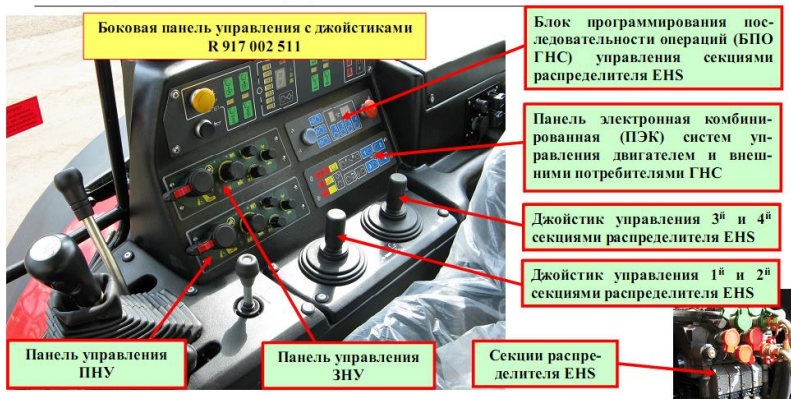 Боковая панель управления с джойстиками
R 917 002 511
Блок программирования пос-
ледовательности операций (БПО
ГНС) управления секциями
распределителя EHS
Панель электронная комбини-
рованная (ПЭК) систем уп-
равления двигателем и внеш-
ними потребителями ГНС
Джойстик управления 3й и 4й
секциями распределителя EHS
Джойстик управления 1й и 2й
секциями распределителя EHS
Панель управления
ПНУ
Панель управления
ЗНУ
Секции распре-
делителя EHS